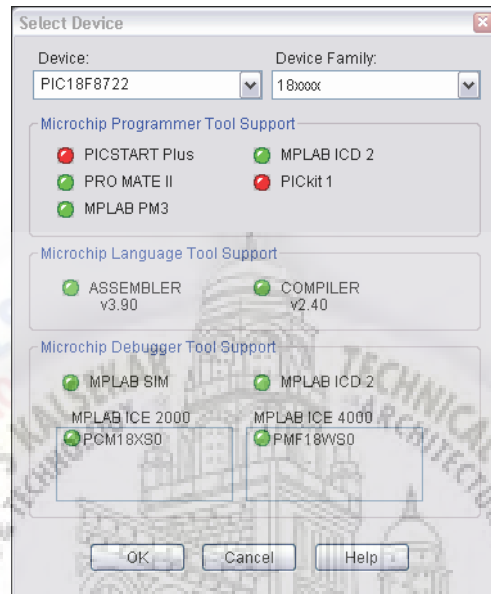 Select Device
Device: Device Family:
PIC18F8722 18xxxx
Microchip Programmer Tool Support
PICSTART Plus MPLAB ICD 2
PRO MATE II PICkit 1
MPLAB PM3
Microchip Language Tool Support
ASSEMBLER COMPILER
v3.90 v2.40
Microchip Debugger Tool Support
MPLAB SIM MPLAB ICD 2
MPLAB ICE 2000 MPLAB ICE 4000
PCM18XS0 PMF18WS0
TECHNICAL
OK Cancel Help